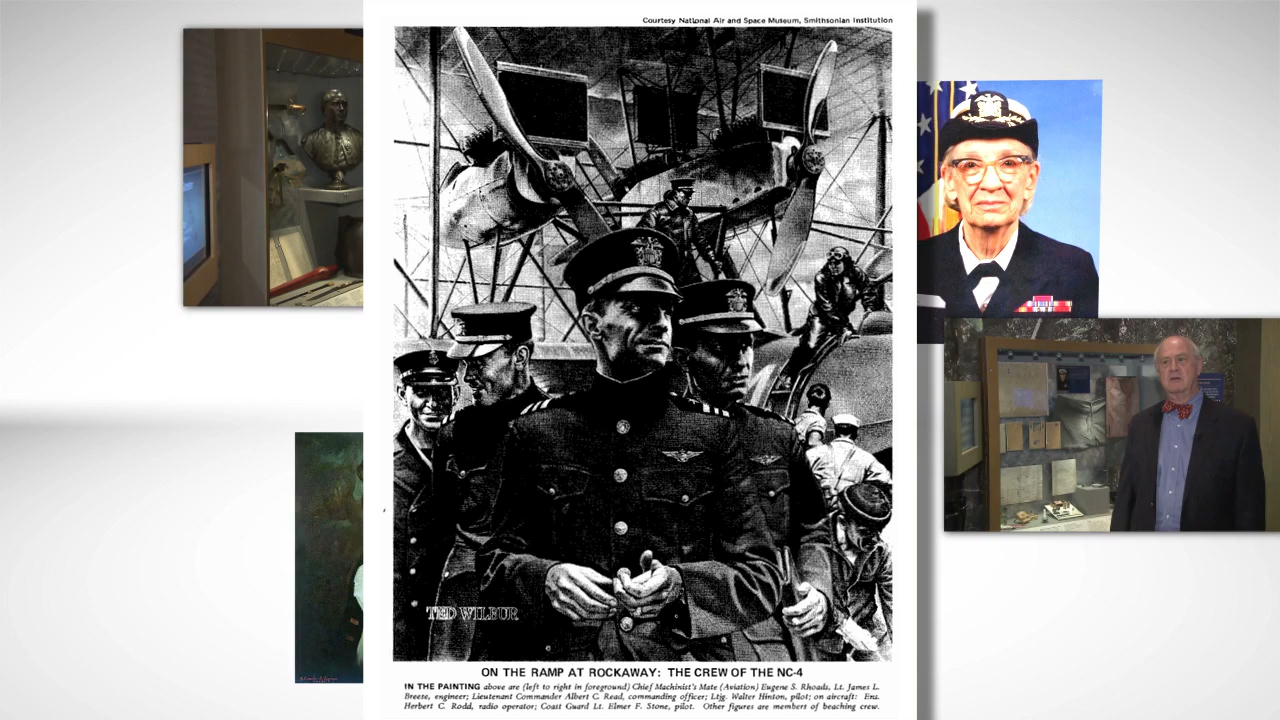 Courtesy National Air and Space Museum, Smithsonian Institution
TED WILBUR
ON THE RAMP AT ROCKAWAY: THE CREW OF THE NC-4
IN THE PAINTING above are (left to right in foreground) Chief Machinist's Mate (Aviation) Eugene S. Rhoads, Lt. James L.
Breeze, engineer; Lieutenant Commander Albert C. Read, commanding officer; Ltjg. Walter Hinton, pilot; on aircraft: Ens.
Herbert C. Rodd, radio operator; Coast Guard Lt. Elmer F. Stone, pilot. Other figures are members of beaching crew.